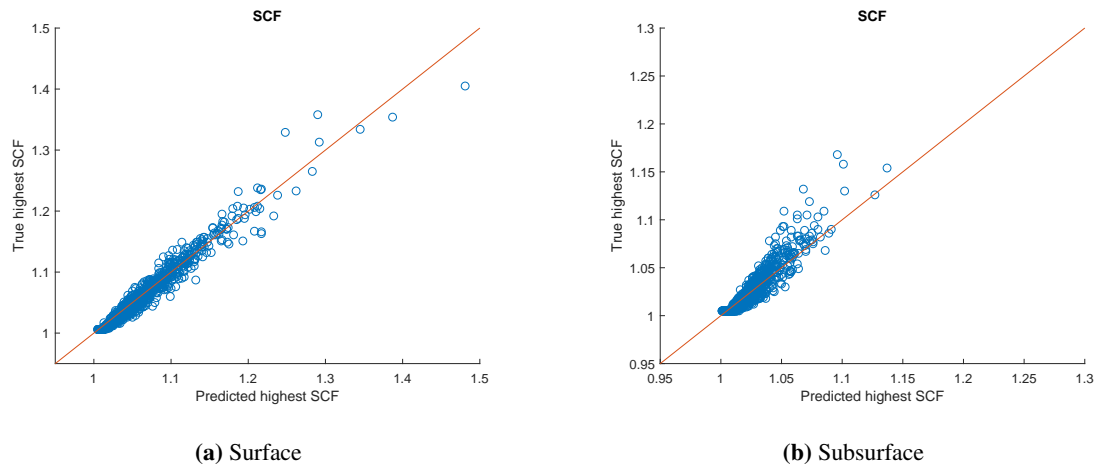 SCF
1.5
1.4
1.3
1.2
1.1
1
True highest SCF
1 1.1 1.2 1.3 1.4 1.5
Predicted highest SCF
(a) Surface
SCF
1.3
1.25
1.2
1.15
1.1
1.05
1
0.95
True highest SCF
0.95 1 1.05 1.1 1.15 1.2 1.25 1.3
Predicted highest SCF
(b) Subsurface